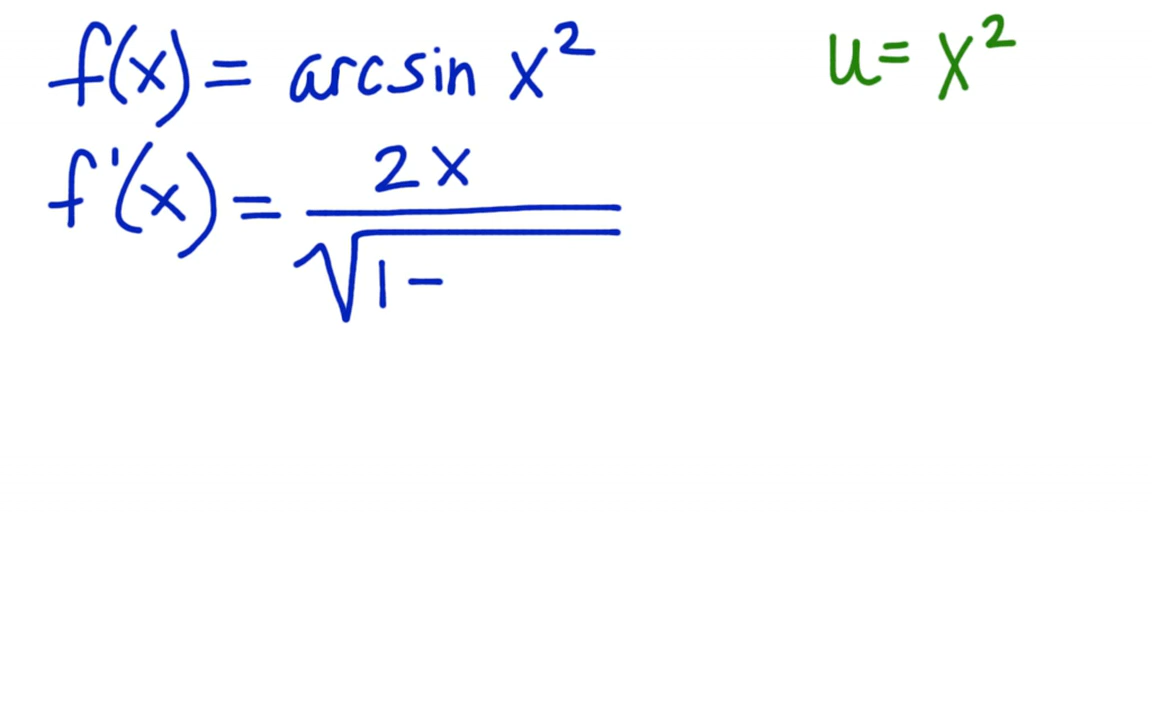 f(x) = arcsin x² u = x²
f'(x) = 2x
√1 -